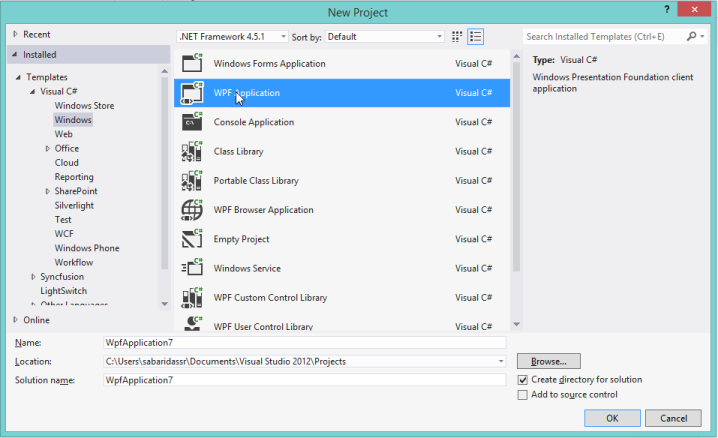 New Project
? ×
Recent
.NET Framework 4.5.1 Sort by: Default
Search Installed Templates (Ctrl+E)
Installed
Templates
Visual C#
Windows Store
Windows
Web
Office
Cloud
Reporting
SharePoint
Silverlight
Test
WCF
Windows Phone
Workflow
Syncfusion
LightSwitch
Other Languages
Online
Windows Forms Application Visual C#
WPF Application Visual C#
Console Application Visual C#
Class Library Visual C#
Portable Class Library Visual C#
WPF Browser Application Visual C#
Empty Project Visual C#
Windows Service Visual C#
WPF Custom Control Library Visual C#
WPF User Control Library Visual C#
Type: Visual C#
Windows Presentation Foundation client
application
Name: WpfApplication7
Location: C:\Users\sabaridassr\Documents\Visual Studio 2012\Projects
Browse...
Solution name: WpfApplication7
Create directory for solution
Add to source control
OK Cancel